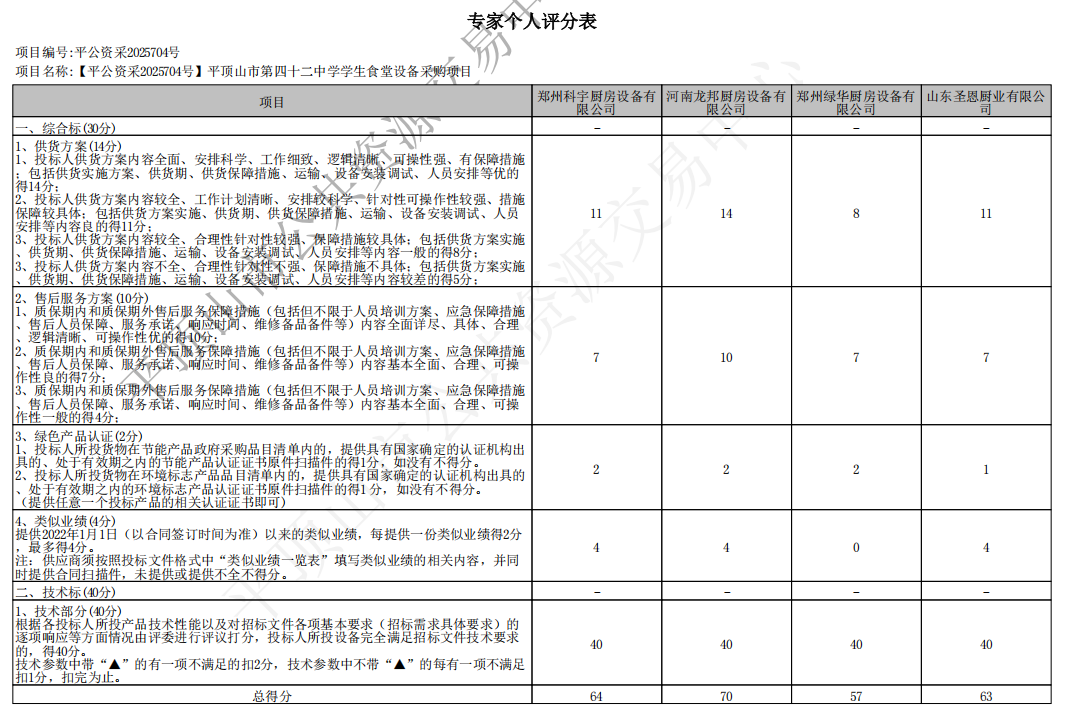 专家个人评分表
项目编号:平公资采2025704号
项目名称:【平公资采2025704号】平顶山市第四十二中学学生食堂设备采购项目
项目 郑州科宇厨房设备有限公司 河南龙邦厨房设备有限公司 郑州绿华厨房设备有限公司 山东圣恩厨业有限公司
一、综合标(30分) － － － －
1、供货方案(14分)
1、投标人供货方案内容全面、安排科学、工作细致、逻辑清晰、可操性强、有保障措施
；包括供货实施方案、供货期、供货保障措施、运输、设备安装调试、人员安排等优的
得14分；
2、投标人供货方案内容较全、工作计划清晰、安排较科学、针对性可操作性较强、措施
保障较具体；包括供货方案实施、供货期、供货保障措施、运输、设备安装调试、人员
安排等内容良的得11分；
3、投标人供货方案内容较全、合理性针对性较强、保障措施较具体；包括供货方案实施
、供货期、供货保障措施、运输、设备安装调试、人员安排等内容一般的得8分；
3、投标人供货方案内容不全、合理性针对性不强、保障措施不具体；包括供货方案实施
、供货期、供货保障措施、运输、设备安装调试、人员安排等内容较差的得5分；
11 14 8 11
2、售后服务方案(10分)
1、质保期内和质保期外售后服务保障措施（包括但不限于人员培训方案、应急保障措施
、售后人员保障、服务承诺、响应时间、维修备品备件等）内容全面详尽、具体、合理
、逻辑清晰、可操作性优的得10分；
2、质保期内和质保期外售后服务保障措施（包括但不限于人员培训方案、应急保障措施
、售后人员保障、服务承诺、响应时间、维修备品备件等）内容基本全面、合理、可操
作性良的得7分；
3、质保期内和质保期外售后服务保障措施（包括但不限于人员培训方案、应急保障措施
、售后人员保障、服务承诺、响应时间、维修备品备件等）内容基本全面、合理、可操
作性一般的得4分；
7 10 7 7
3、绿色产品认证(2分)
1、投标人所投货物在节能产品政府采购品目清单内的，提供具有国家确定的认证机构出
具的、处于有效期之内的节能产品认证证书原件扫描件的得1分，如没有不得分。
2、投标人所投货物在环境标志产品品目清单内的，提供具有国家确定的认证机构出具的
、处于有效期之内的环境标志产品认证证书原件扫描件的得1 分，如没有不得分。
（提供任意一个投标产品的相关认证证书即可）
2 2 2 1
4、类似业绩(4分)
提供2022年1月1日（以合同签订时间为准）以来的类似业绩，每提供一份类似业绩得2分
，最多得4分。
注：供应商须按照投标文件格式中“类似业绩一览表”填写类似业绩的相关内容，并同
时提供合同扫描件，未提供或提供不全不得分。
4 4 0 4
二、技术标(40分) － － － －
1、技术部分(40分)
根据各投标人所投产品技术性能以及对招标文件各项基本要求（招标需求具体要求）的
逐项响应等方面情况由评委进行评议打分，投标人所投设备完全满足招标文件技术要求
的，得40分。
技术参数中带“▲”的有一项不满足的扣2分，技术参数中不带“▲”的每有一项不满足
扣1分，扣完为止。
40 40 40 40
总得分 64 70 57 63
平顶山市公共资源交易中
平顶山市公共资源交易中心